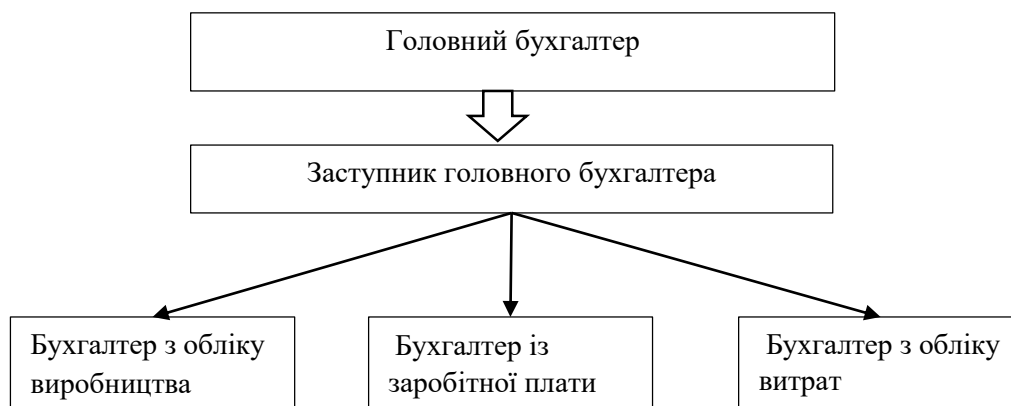 Головний бухгалтер
Заступник головного бухгалтера
Бухгалтер з обліку
виробництва
Бухгалтер із
заробітної плати
Бухгалтер з обліку
витрат